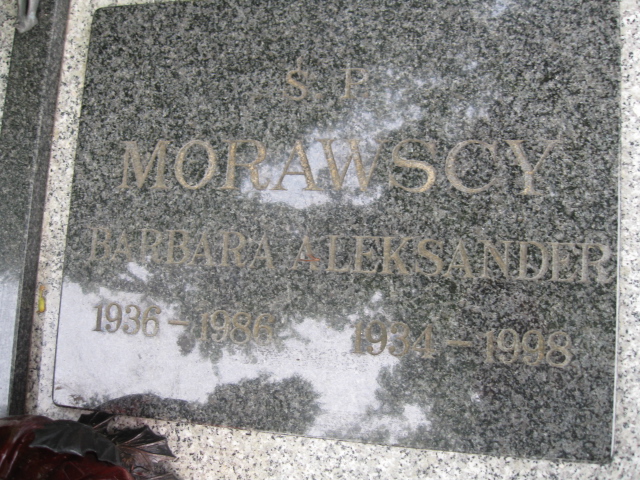 Ś. P.
MORAWSCY
BARBARA ALEKSANDER
1936 – 1986 1934 – 1998